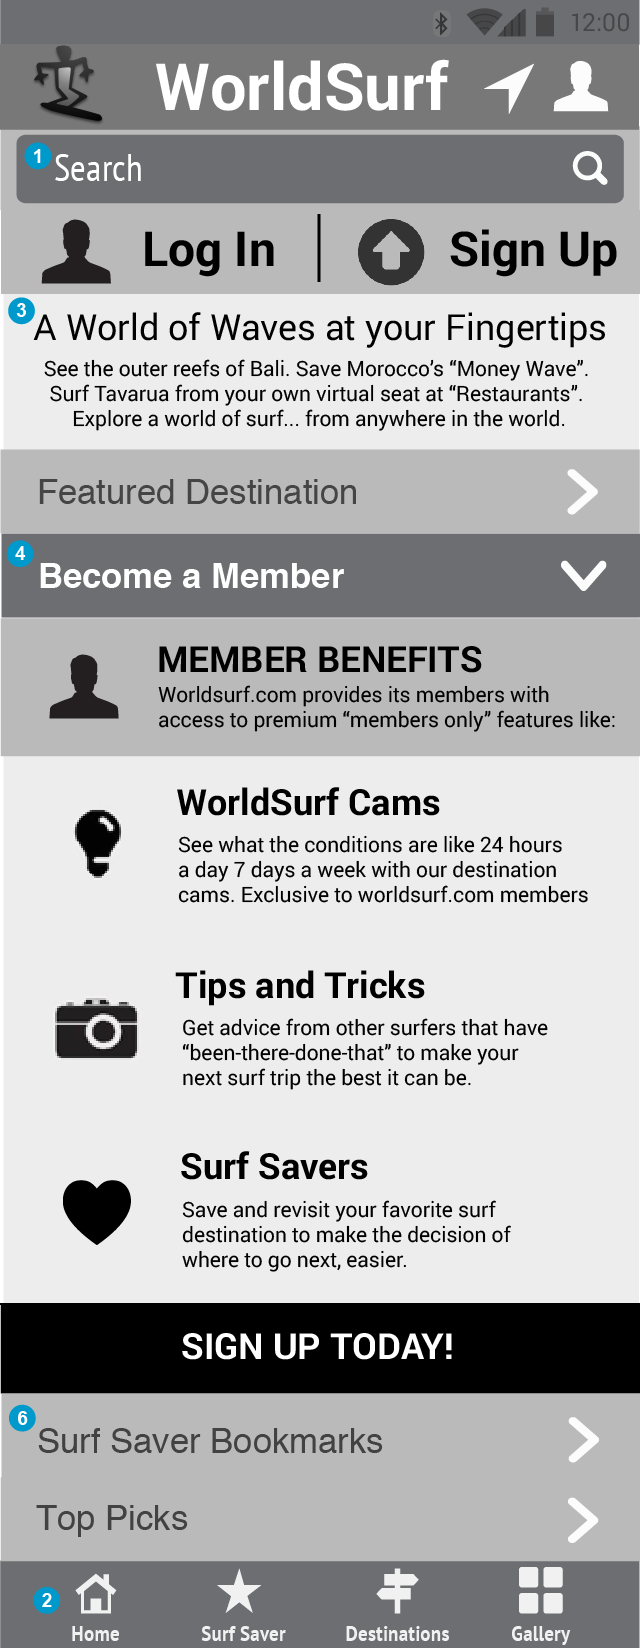 12:00
WorldSurf
1
Search
Log In
Sign Up
3
A World of Waves at your Fingertips
See the outer reefs of Bali. Save Morocco's “Money Wave”.
Surf Tavarua from your own virtual seat at “Restaurants”.
Explore a world of surf... from anywhere in the world.
Featured Destination
4
Become a Member
MEMBER BENEFITS
Worldsurf.com provides its members with
access to premium “members only” features like:
WorldSurf Cams
See what the conditions are like 24 hours
a day 7 days a week with our destination
cams. Exclusive to worldsurf.com members
Tips and Tricks
Get advice from other surfers that have
“been-there-done-that” to make your
next surf trip the best it can be.
Surf Savers
Save and revisit your favorite surf
destination to make the decision of
where to go next, easier.
SIGN UP TODAY!
6
Surf Saver Bookmarks
Top Picks
2
Home
Surf Saver
Destinations
Gallery